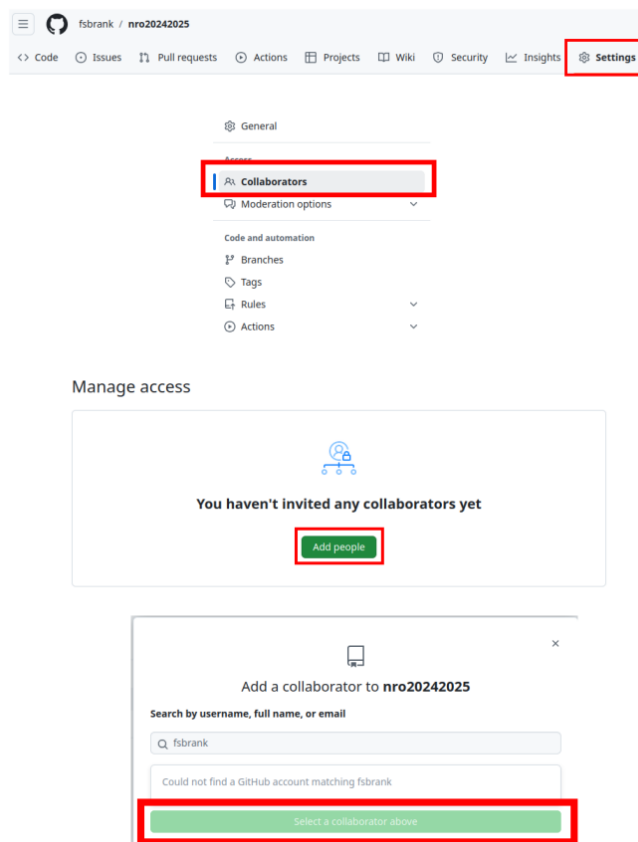 fsbrank / nro20242025
Code Issues Pull requests Actions Projects Wiki Security Insights Settings
General
Access
Collaborators
Moderation options
Code and automation
Branches
Tags
Rules
Actions
Manage access
You haven't invited any collaborators yet
Add people
Add a collaborator to nro20242025
Search by username, full name, or email
fsbrank
Could not find a GitHub account matching fsbrank
Select a collaborator above